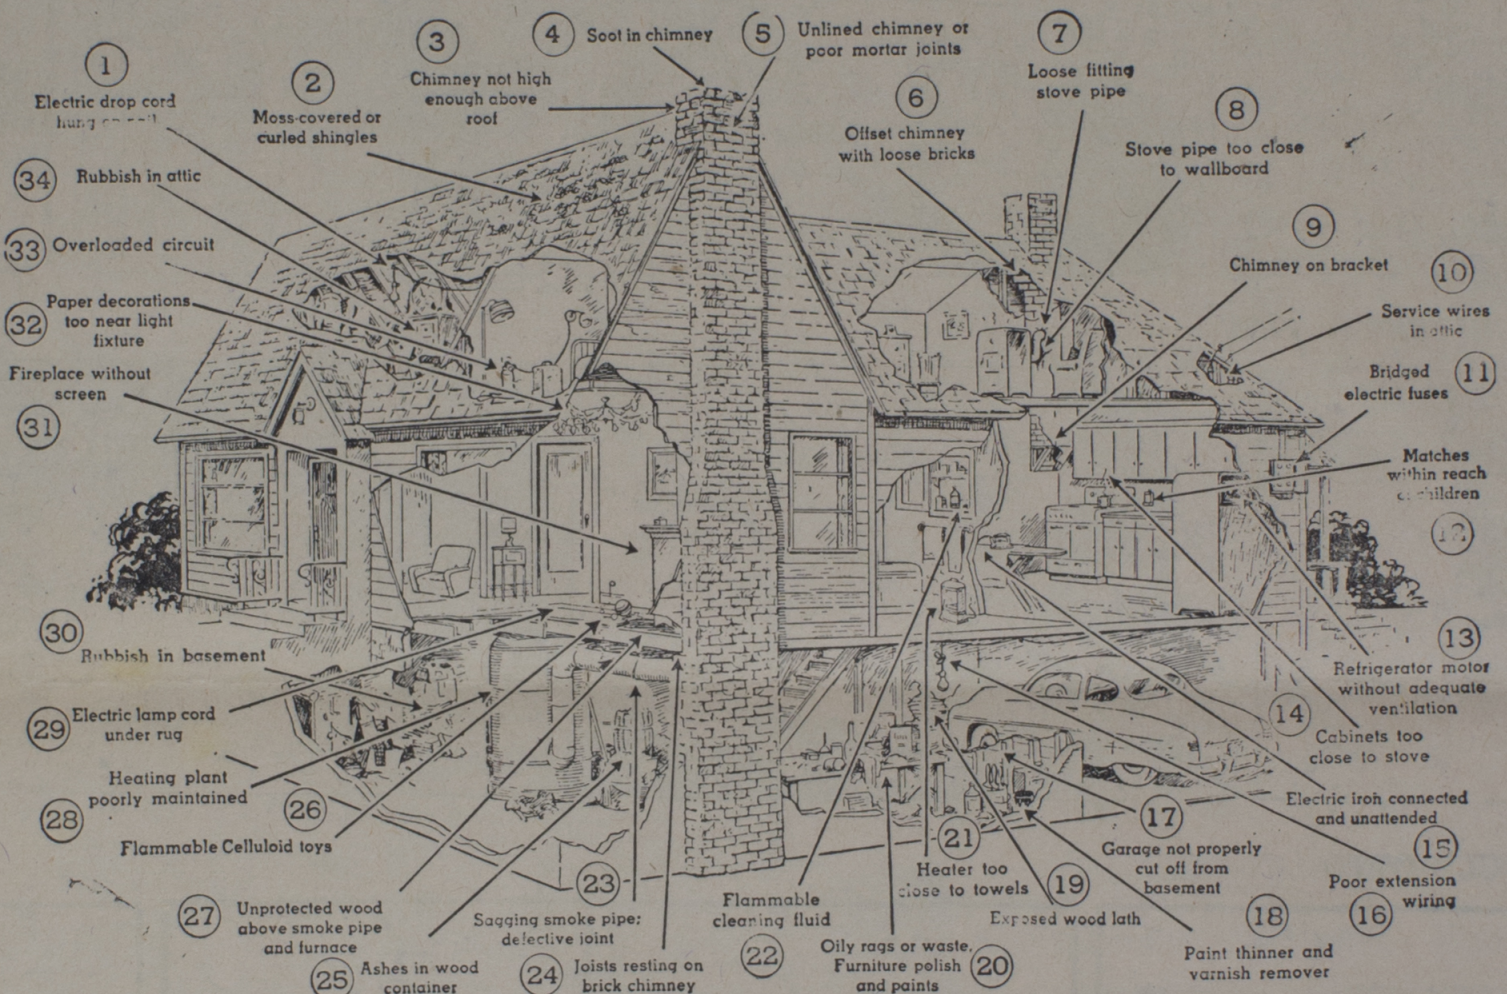 1
Electric drop cord
hung on nail
2
Moss-covered or
curled shingles
3
Chimney not high
enough above
roof
4
Soot in chimney
5
Unlined chimney or
poor mortar joints
6
Offset chimney
with loose bricks
7
Loose fitting
stove pipe
8
Stove pipe too close
to wallboard
9
Chimney on bracket
10
Service wires
in attic
11
Bridged
electric fuses
Matches
within reach
of children
12
13
Refrigerator motor
without adequate
ventilation
14
Cabinets too
close to stove
Electric iron connected
and unattended
15
Poor extension
wiring
16
17
Garage not properly
cut off from
basement
18
Paint thinner and
varnish remover
19
Exposed wood lath
Oily rags or waste.
Furniture polish
and paints
20
21
Heater too
close to towels
Flammable
cleaning fluid
22
23
Sagging smoke pipe;
defective joint
24
Joists resting on
brick chimney
25
Ashes in wood
container
26
Flammable Celluloid toys
27
Unprotected wood
above smoke pipe
and furnace
Heating plant
poorly maintained
28
29
Electric lamp cord
under rug
30
Rubbish in basement
Fireplace without
screen
31
Paper decorations
too near light
fixture
32
33
Overloaded circuit
34
Rubbish in attic